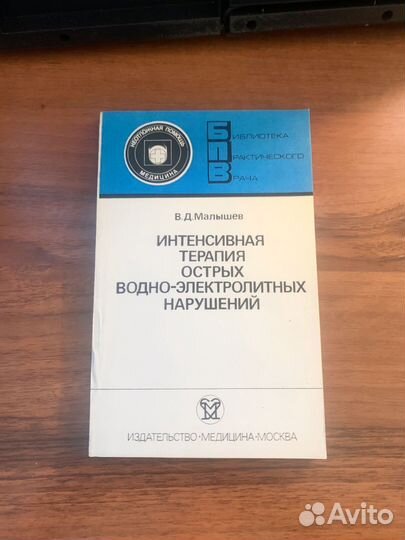 НЕОТЛОЖНАЯ ПОМОЩЬ
МЕДИЦИНА
БИБЛИОТЕКА
ПРАКТИЧЕСКОГО
ВРАЧА
В.Д.Малышев
ИНТЕНСИВНАЯ
ТЕРАПИЯ
ОСТРЫХ
ВОДНО-ЭЛЕКТРОЛИТНЫХ
НАРУШЕНИЙ
ИЗДАТЕЛЬСТВО·МЕДИЦИНА·МОСКВА
Avito